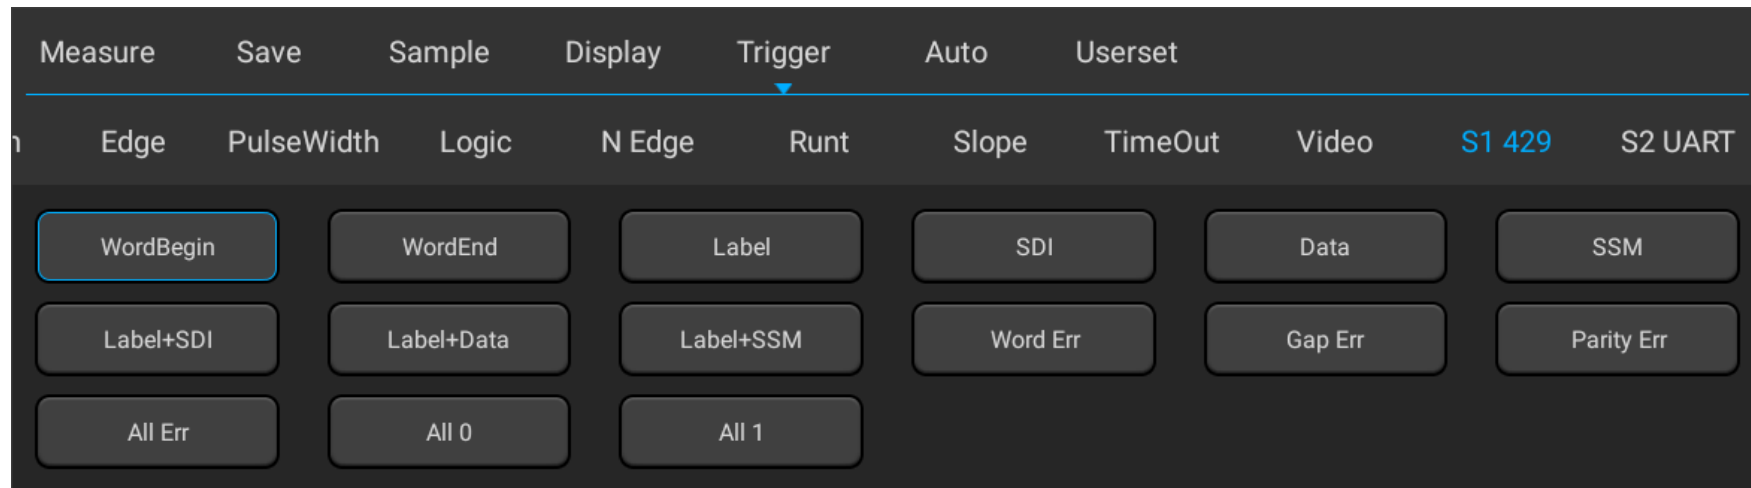 Measure Save Sample Display Trigger Auto Userset
Edge PulseWidth Logic N Edge Runt Slope TimeOut Video S1 429 S2 UART
WordBegin WordEnd Label SDI Data SSM
Label+SDI Label+Data Label+SSM Word Err Gap Err Parity Err
All Err All 0 All 1